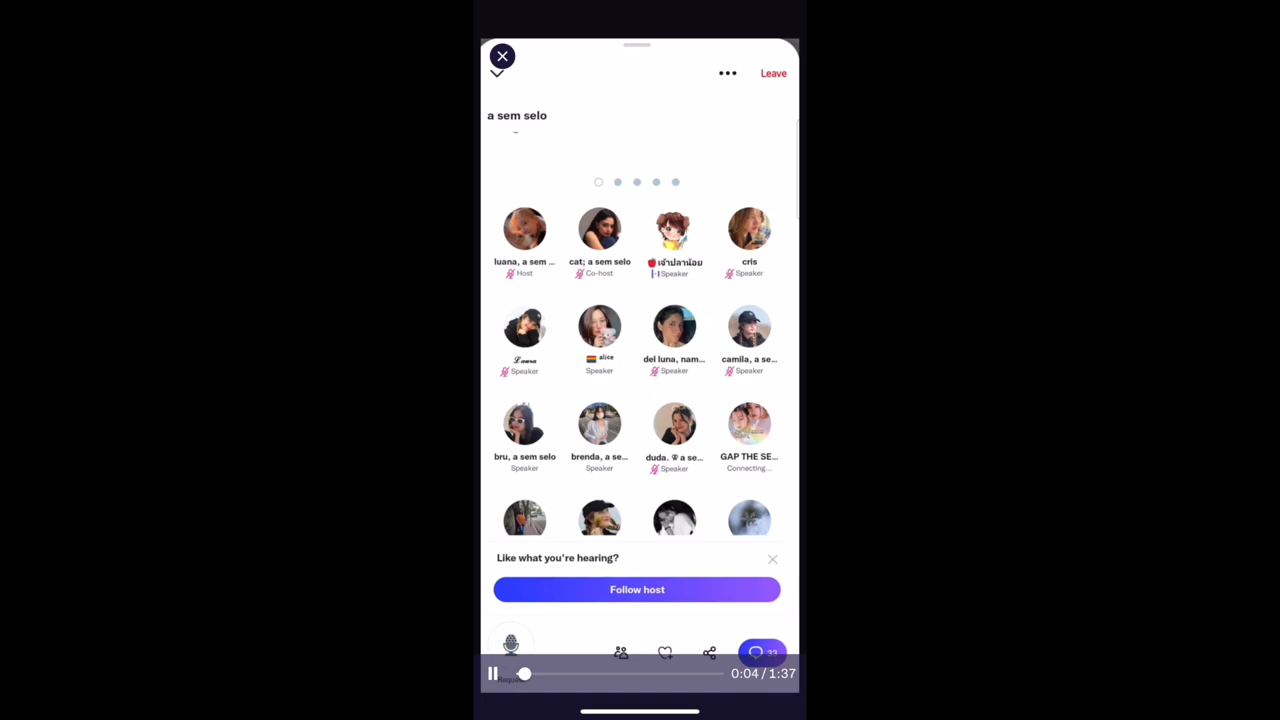 Leave
a sem selo
luana, a sem ...
cat; a sem selo
🍓เจ้าปลาน้อย
cris
Host
Co-host
Speaker
Speaker
𝓛𝓪𝓾𝓻𝓪
🏳️‍🌈 ᵃˡⁱᶜᵉ
del luna, nam...
camila, a se...
Speaker
Speaker
Speaker
Speaker
bru, a sem selo
brenda, a se...
duda. ꕤ a se...
GAP THE SE...
Speaker
Speaker
Speaker
Connecting...
Like what you're hearing?
Follow host
33
0:04 / 1:37